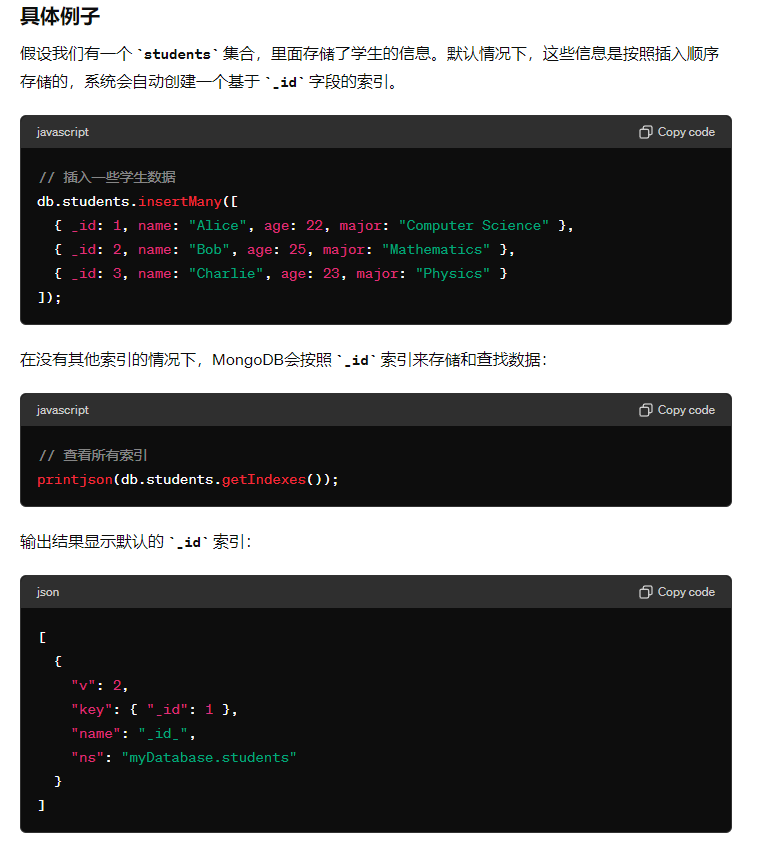 具体例子
假设我们有一个 `students` 集合，里面存储了学生的信息。默认情况下，这些信息是按照插入顺序
存储的，系统会自动创建一个基于 `_id` 字段的索引。
javascript Copy code
// 插入一些学生数据
db.students.insertMany([
  { _id: 1, name: "Alice", age: 22, major: "Computer Science" },
  { _id: 2, name: "Bob", age: 25, major: "Mathematics" },
  { _id: 3, name: "Charlie", age: 23, major: "Physics" }
]);
在没有其他索引的情况下，MongoDB会按照 `_id` 索引来存储和查找数据：
javascript Copy code
// 查看所有索引
printjson(db.students.getIndexes());
输出结果显示默认的 `_id` 索引：
json Copy code
[
  {
    "v": 2,
    "key": { "_id": 1 },
    "name": "_id_",
    "ns": "myDatabase.students"
  }
]